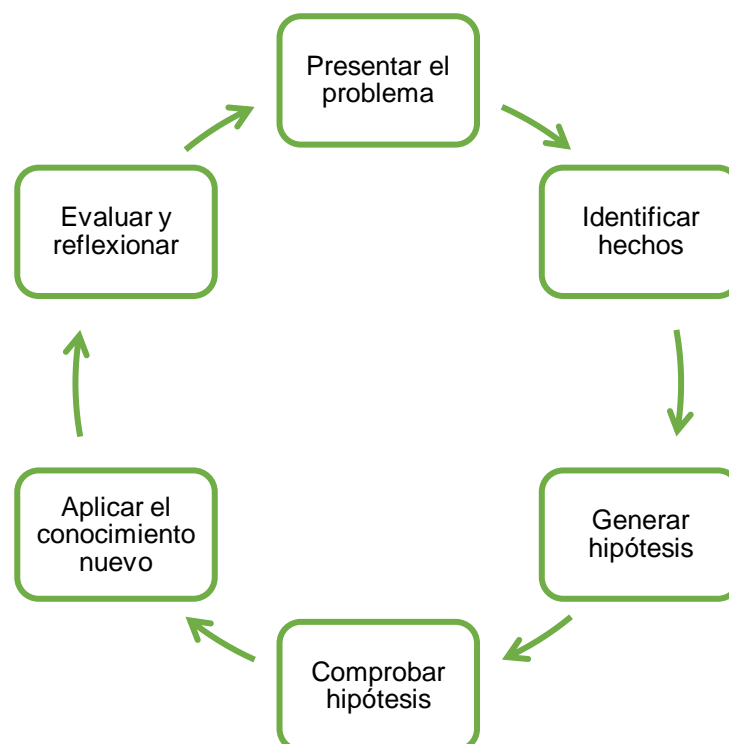 Presentar el
problema
Identificar
hechos
Generar
hipótesis
Comprobar
hipótesis
Aplicar el
conocimiento
nuevo
Evaluar y
reflexionar